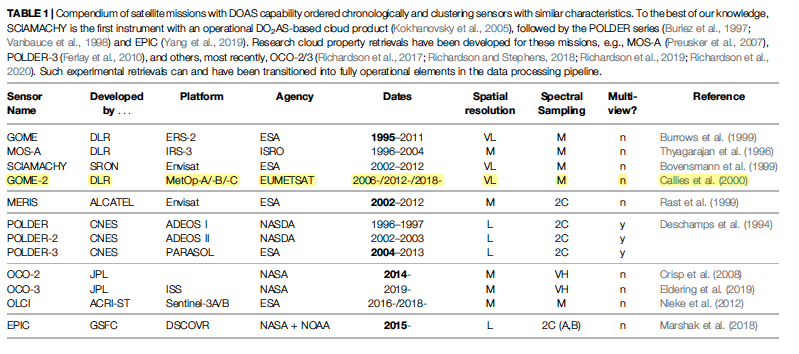 TABLE 1 | Compendium of satellite missions with DOAS capability ordered chronologically and clustering sensors with similar characteristics. To the best of our knowledge,
SCIAMACHY is the first instrument with an operational DO2AS-based cloud product (Kokhanovsky et al., 2005), followed by the POLDER series (Buriez et al., 1997;
Vanbauce et al., 1998) and EPIC (Yang et al., 2019). Research cloud property retrievals have been developed for these missions, e.g., MOS-A (Preusker et al., 2007),
POLDER-3 (Ferlay et al., 2010), and others, most recently, OCO-2/3 (Richardson et al., 2017; Richardson and Stephens, 2018; Richardson et al., 2019; Richardson et al.,
2020). Such experimental retrievals can and have been transitioned into fully operational elements in the data processing pipeline.
Sensor Developed Platform Agency Dates Spatial Spectral Multi- Reference
Name by ... resolution Sampling view?
GOME DLR ERS-2 ESA 1995–2011 VL M n Burrows et al. (1999)
MOS-A DLR IRS-3 ISRO 1996–2004 M M n Thyagarajan et al. (1996)
SCIAMACHY SRON Envisat ESA 2002–2012 VL M n Bovensmann et al. (1999)
GOME-2 DLR MetOp-A/-B/-C EUMETSAT 2006-/2012-/2018- VL M n Callies et al. (2000)
MERIS ALCATEL Envisat ESA 2002–2012 M 2C n Rast et al. (1999)
POLDER CNES ADEOS I NASDA 1996–1997 L 2C y Deschamps et al. (1994)
POLDER-2 CNES ADEOS II NASDA 2002–2003 L 2C y
POLDER-3 CNES PARASOL ESA 2004–2013 L 2C y
OCO-2 JPL NASA 2014- M VH n Crisp et al. (2008)
OCO-3 JPL ISS NASA 2019- M VH n Eldering et al. (2019)
OLCI ACRI-ST Sentinel-3A/B ESA 2016-/2018- M M n Nieke et al. (2012)
EPIC GSFC DSCOVR NASA + NOAA 2015- L 2C (A,B) n Marshak et al. (2018)